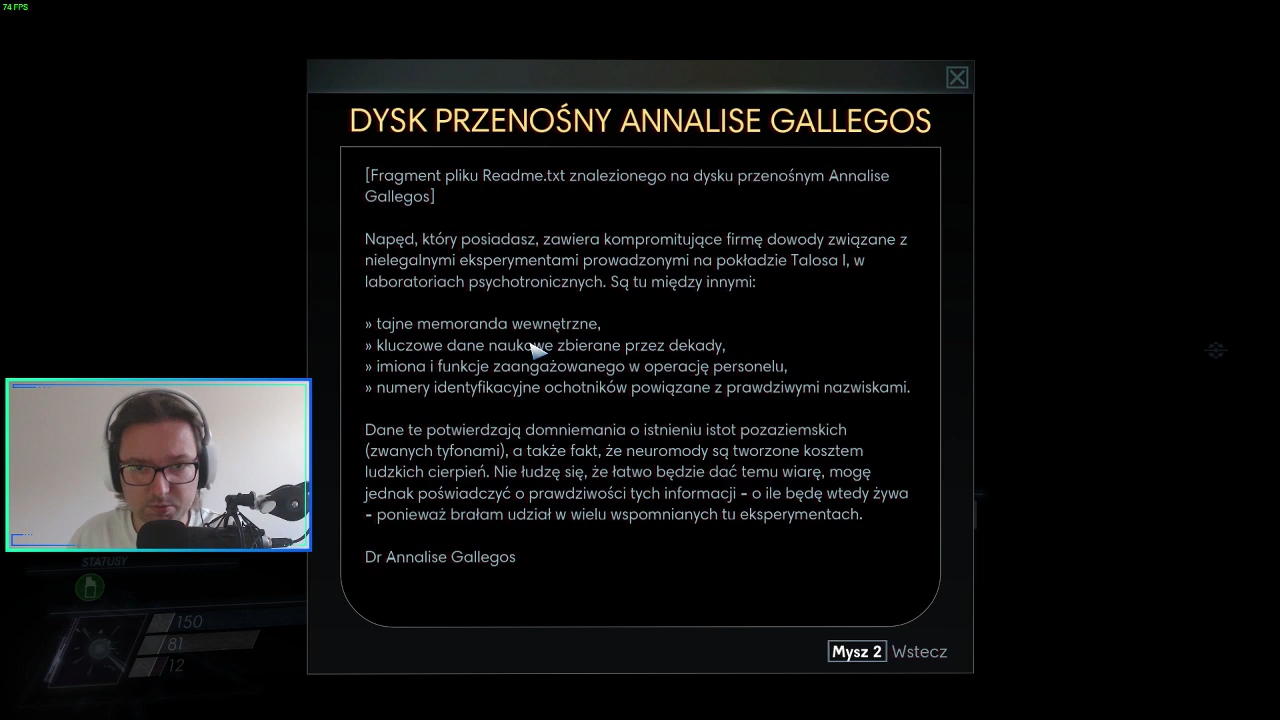 74 FPS
DYSK PRZENOŚNY ANNALISE GALLEGOS
[Fragment pliku Readme.txt znalezionego na dysku przenośnym Annalise
Gallegos]
Napęd, który posiadasz, zawiera kompromitujące firmę dowody związane z
nielegalnymi eksperymentami prowadzonymi na pokładzie Talosa I, w
laboratoriach psychotronicznych. Są tu między innymi:
» tajne memoranda wewnętrzne,
» kluczowe dane naukowe zbierane przez dekady,
» imiona i funkcje zaangażowanego w operację personelu,
» numery identyfikacyjne ochotników powiązane z prawdziwymi nazwiskami.
Dane te potwierdzają domniemania o istnieniu istot pozaziemskich
(zwanych tyfonami), a także fakt, że neuromody są tworzone kosztem
ludzkich cierpień. Nie łudzę się, że łatwo będzie dać temu wiarę, mogę
jednak poświadczyć o prawdziwości tych informacji - o ile będę wtedy żywa
- ponieważ brałam udział w wielu wspomnianych tu eksperymentach.
Dr Annalise Gallegos
STATUSY
150
81
12
Mysz 2 Wstecz